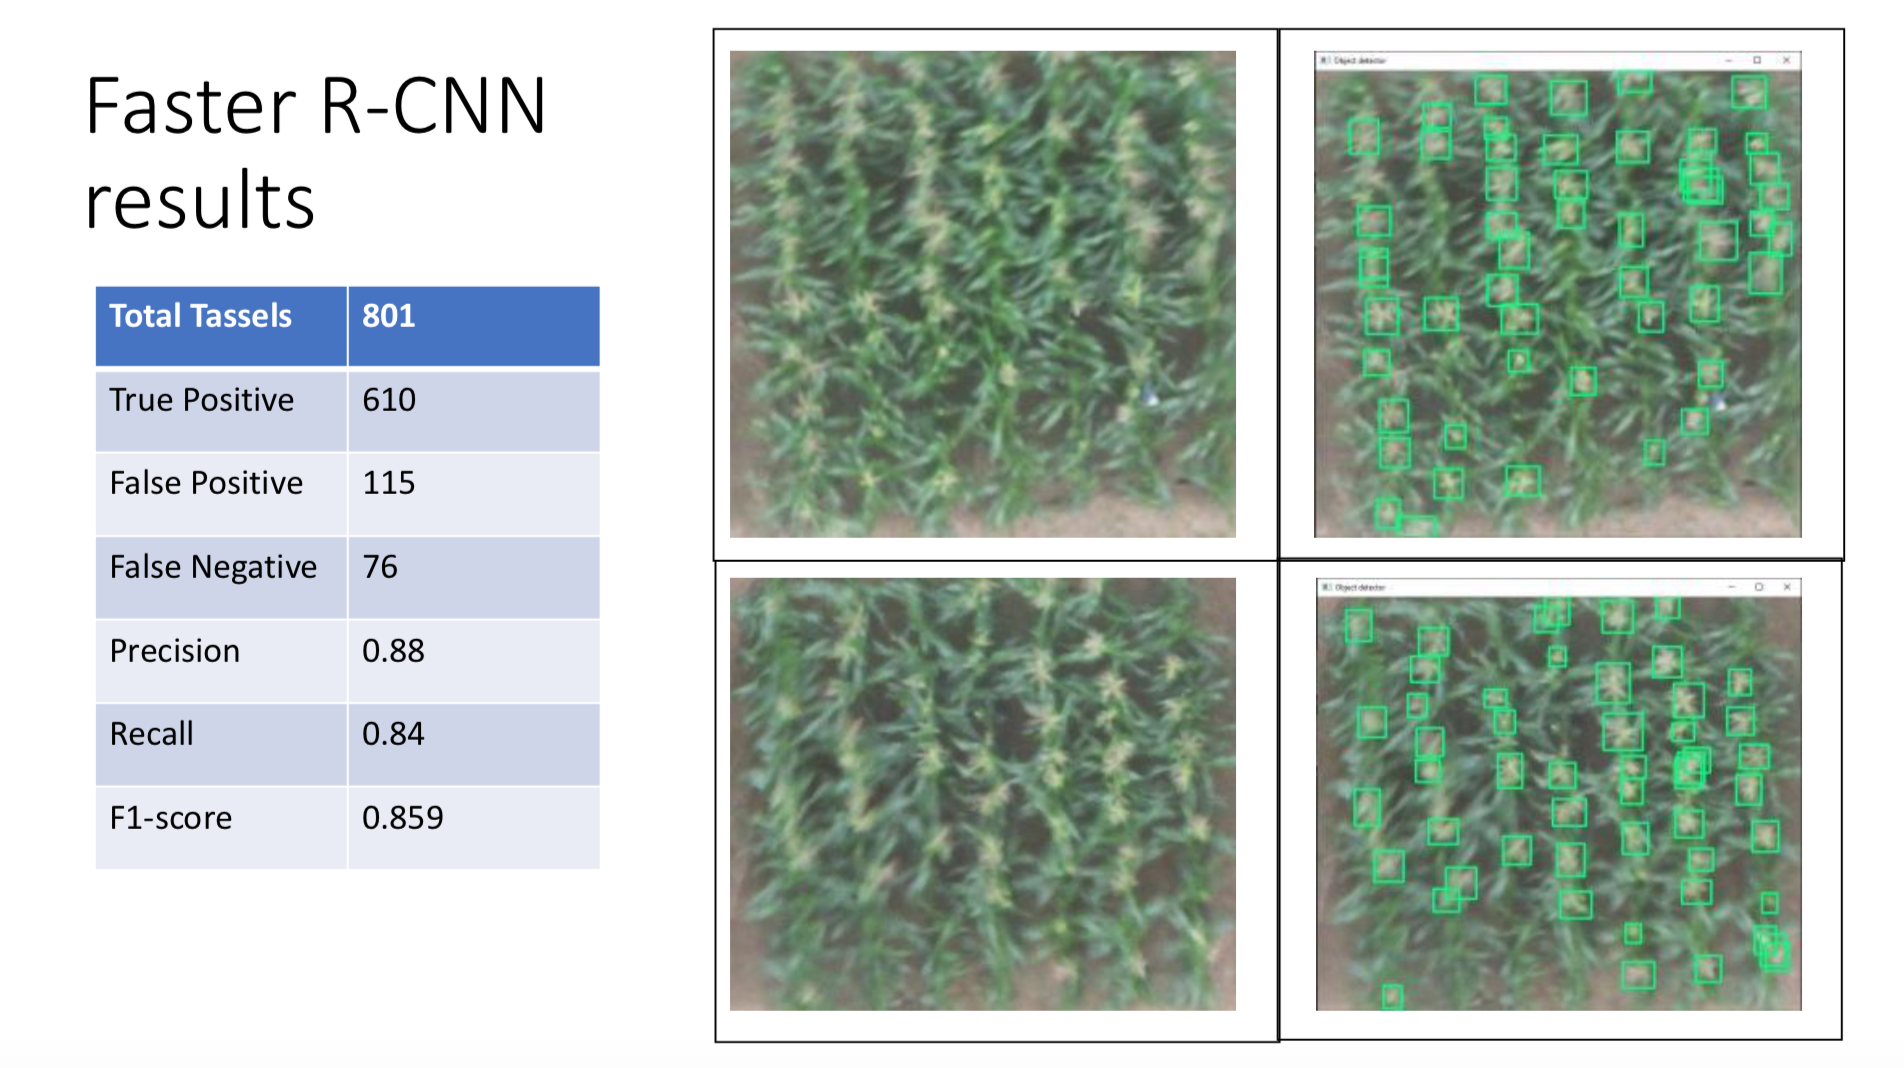 Faster R-CNN
results
Total Tassels 801
True Positive 610
False Positive 115
False Negative 76
Precision 0.88
Recall 0.84
F1-score 0.859
Object detector
Object detector